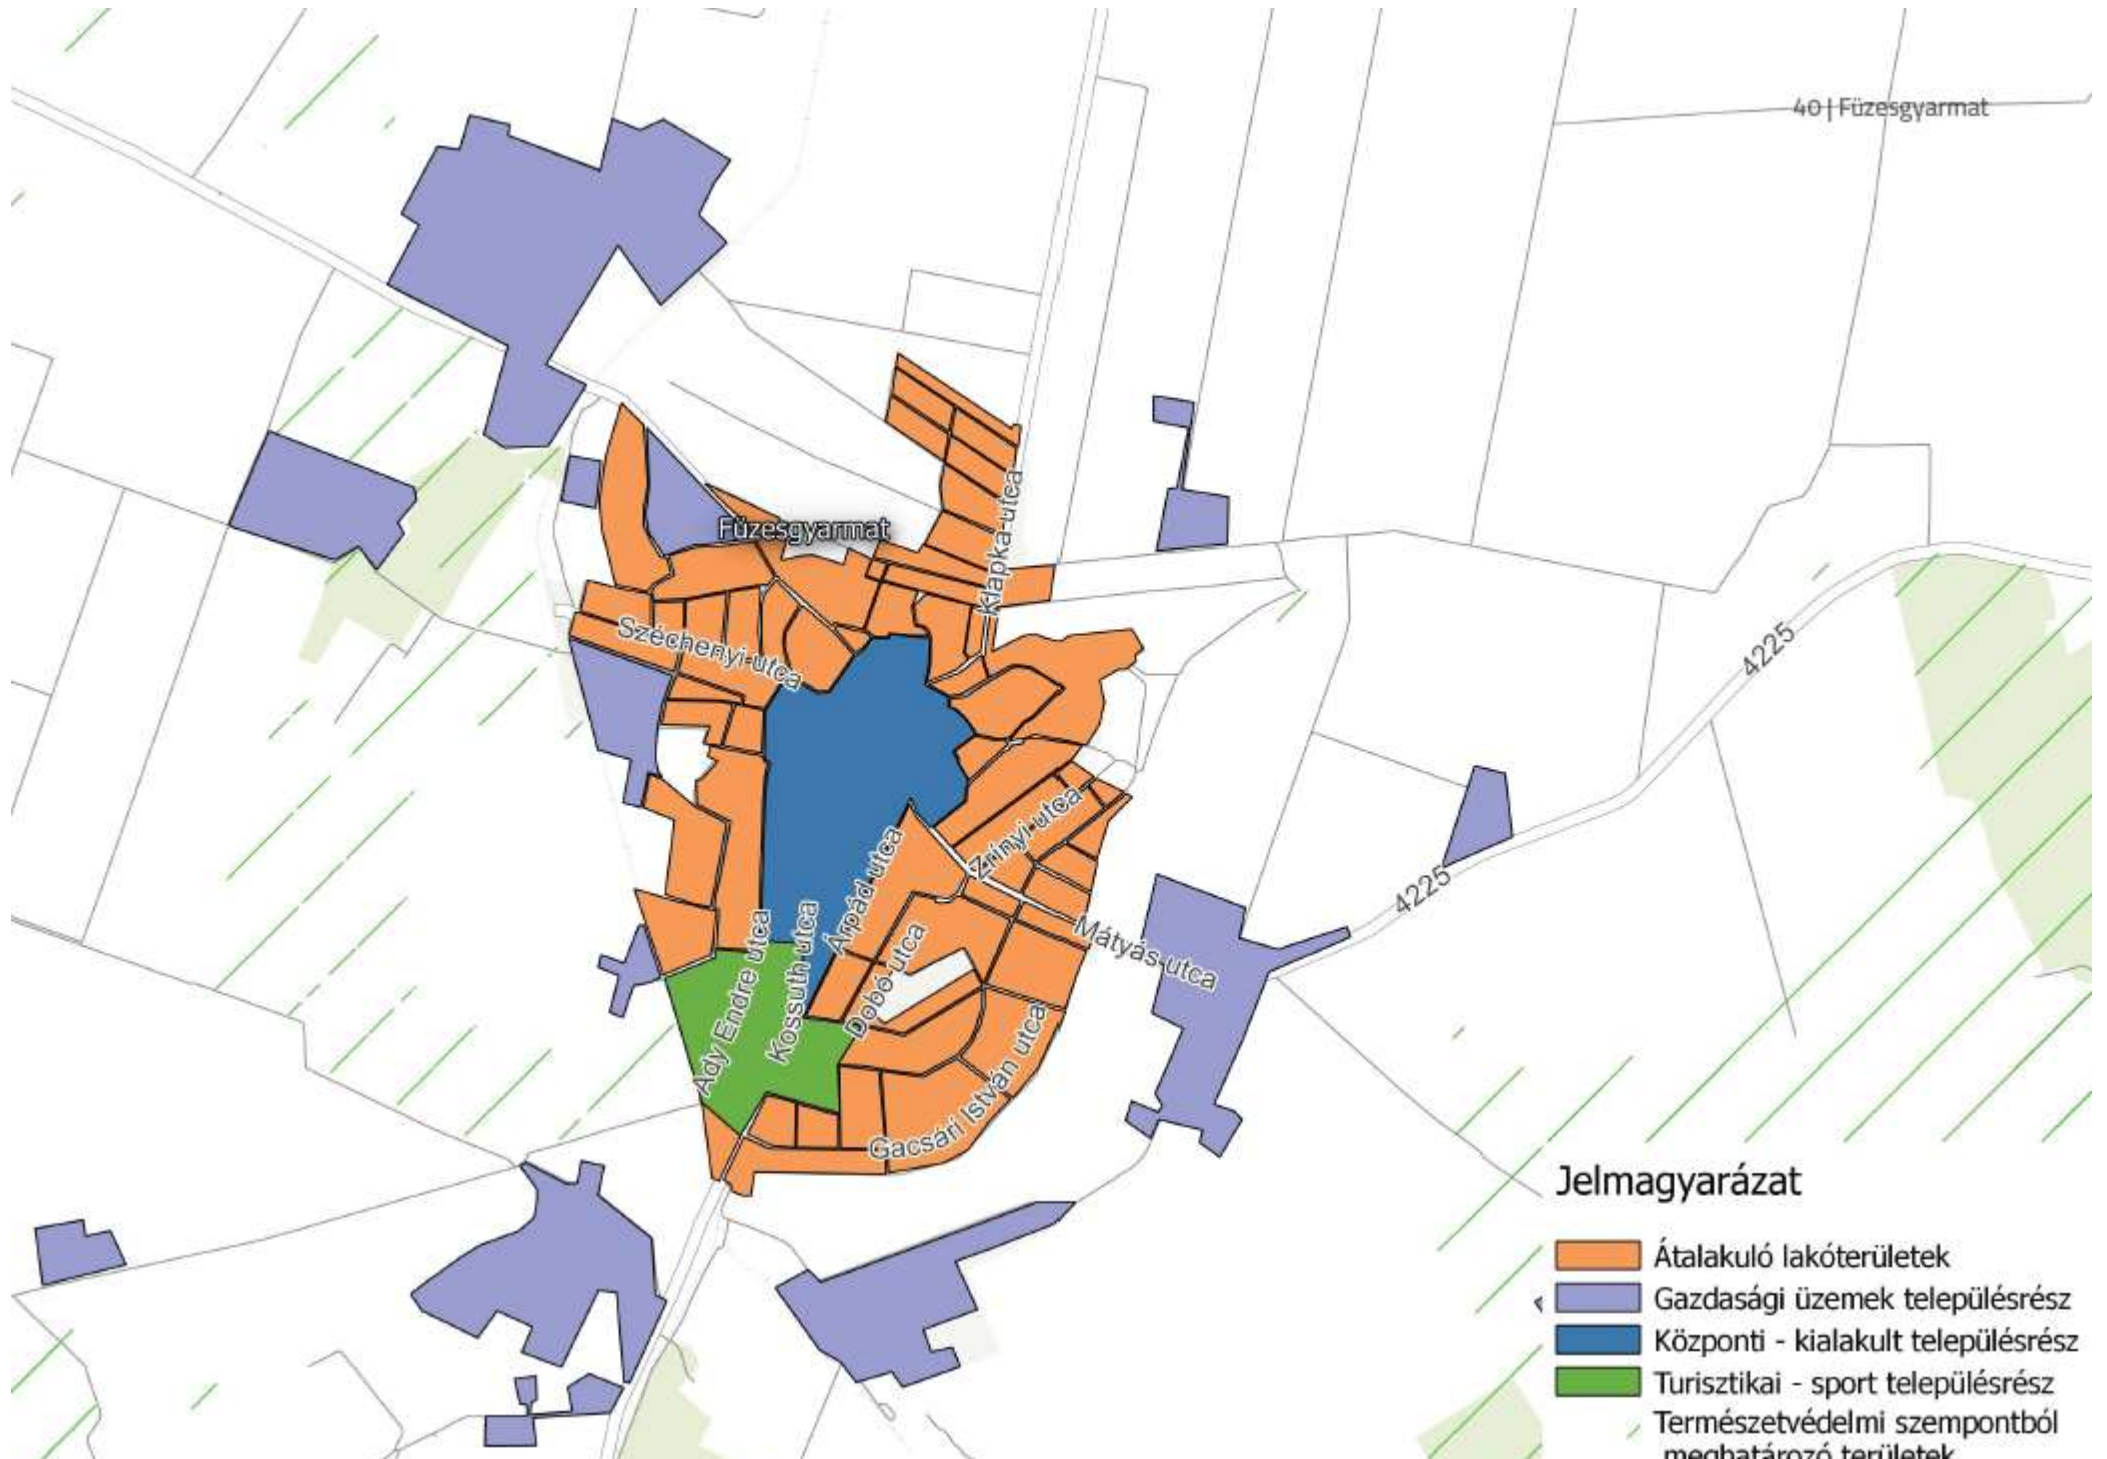 40 | Füzesgyarmat
Füzesgyarmat
Klapka utca
Széchenyi utca
4225
Zrínyi utca
Árpád utca
4225
Mátyás utca
Ady Endre utca
Kossuth utca
Dobó utca
Gacsári István utca
Jelmagyarázat
Átalakuló lakóterületek
Gazdasági üzemek településrész
Központi - kialakult településrész
Turisztikai - sport településrész
Természetvédelmi szempontból
meghatározó területek